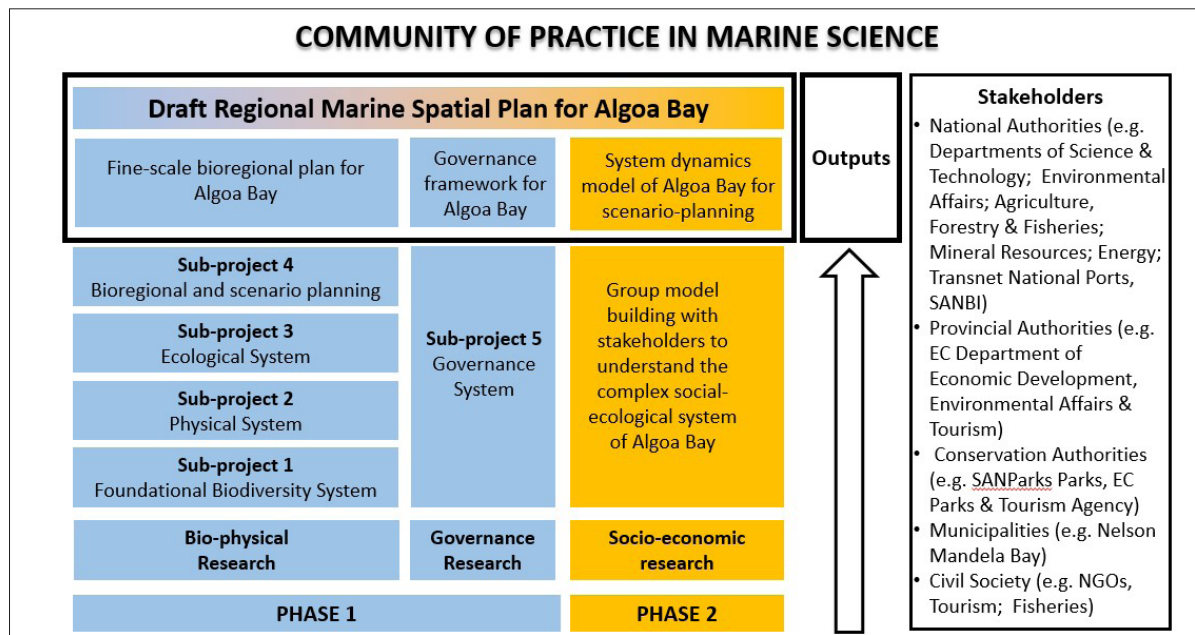 COMMUNITY OF PRACTICE IN MARINE SCIENCE
Draft Regional Marine Spatial Plan for Algoa Bay
Fine-scale bioregional plan for
Algoa Bay
Governance
framework for
Algoa Bay
System dynamics
model of Algoa Bay for
scenario-planning
Outputs
Sub-project 4
Bioregional and scenario planning
Sub-project 3
Ecological System
Sub-project 2
Physical System
Sub-project 1
Foundational Biodiversity System
Sub-project 5
Governance
System
Group model
building with
stakeholders to
understand the
complex social-
ecological system
of Algoa Bay
Bio-physical
Research
Governance
Research
Socio-economic
research
PHASE 1
PHASE 2
Stakeholders
• National Authorities (e.g.
Departments of Science &
Technology; Environmental
Affairs; Agriculture,
Forestry & Fisheries;
Mineral Resources; Energy;
Transnet National Ports,
SANBI)
• Provincial Authorities (e.g.
EC Department of
Economic Development,
Environmental Affairs &
Tourism)
• Conservation Authorities
(e.g. SANParks Parks, EC
Parks & Tourism Agency)
• Municipalities (e.g. Nelson
Mandela Bay)
• Civil Society (e.g. NGOs,
Tourism; Fisheries)